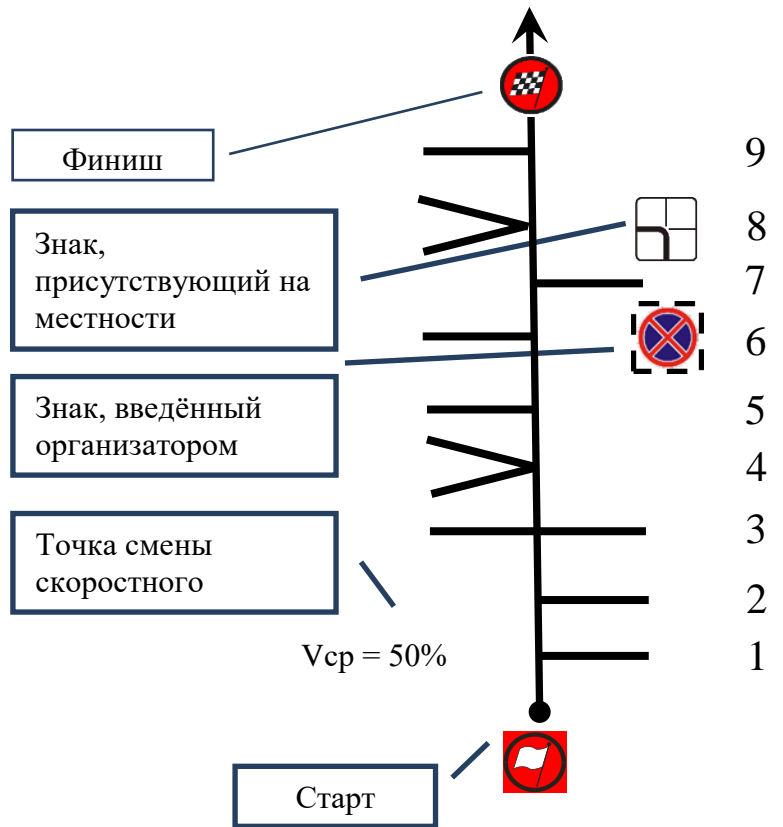 Финиш
9
Знак,
присутствующий на
местности
8
7
6
Знак, введённый
организатором
5
4
Точка смены
скоростного
3
2
Vср = 50%
1
Старт